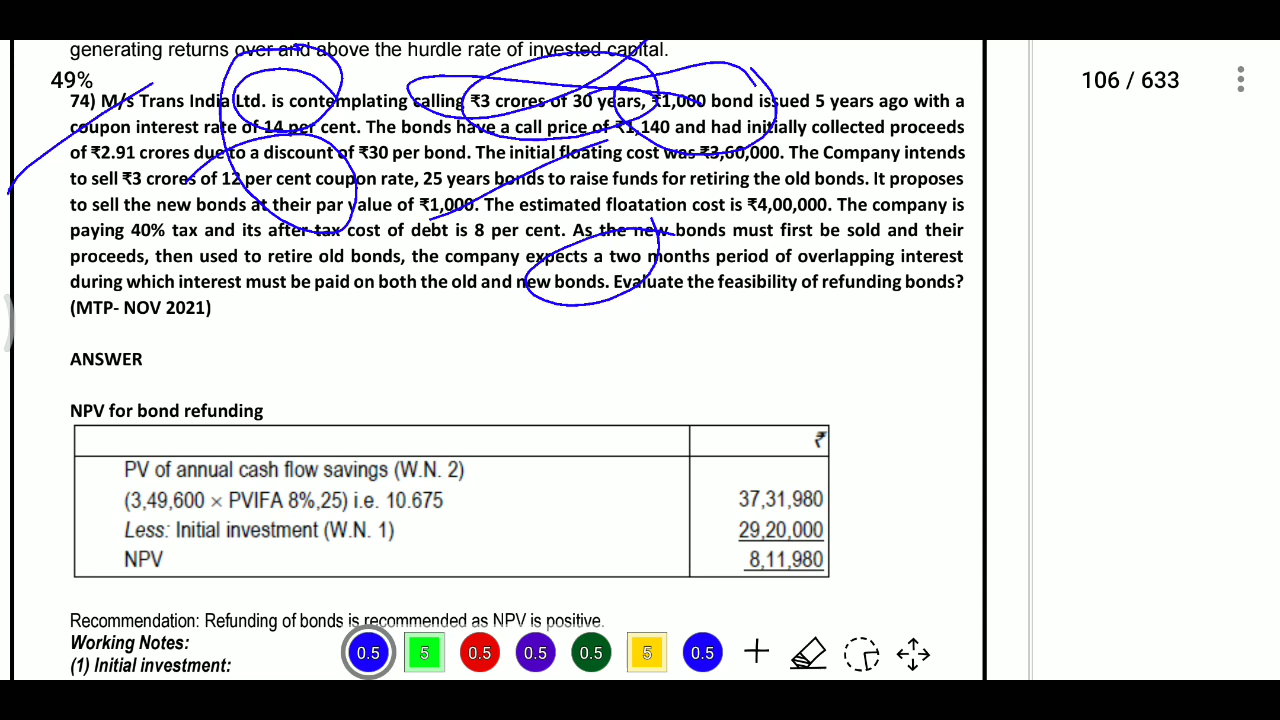 generating returns over and above the hurdle rate of invested capital.
49%
106 / 633
74) M/s Trans India Ltd. is contemplating calling ₹3 crores of 30 years, ₹1,000 bond issued 5 years ago with a
coupon interest rate of 14 per cent. The bonds have a call price of ₹1,140 and had initially collected proceeds
of ₹2.91 crores due to a discount of ₹30 per bond. The initial floating cost was ₹3,60,000. The Company intends
to sell ₹3 crores of 12 per cent coupon rate, 25 years bonds to raise funds for retiring the old bonds. It proposes
to sell the new bonds at their par value of ₹1,000. The estimated floatation cost is ₹4,00,000. The company is
paying 40% tax and its after tax cost of debt is 8 per cent. As the new bonds must first be sold and their
proceeds, then used to retire old bonds, the company expects a two months period of overlapping interest
during which interest must be paid on both the old and new bonds. Evaluate the feasibility of refunding bonds?
(MTP- NOV 2021)
ANSWER
NPV for bond refunding
₹
PV of annual cash flow savings (W.N. 2)
(3,49,600 × PVIFA 8%,25) i.e. 10.675 37,31,980
Less: Initial investment (W.N. 1) 29,20,000
NPV 8,11,980
Recommendation: Refunding of bonds is recommended as NPV is positive.
Working Notes:
(1) Initial investment:
0.5 5 0.5 0.5 0.5 5 0.5